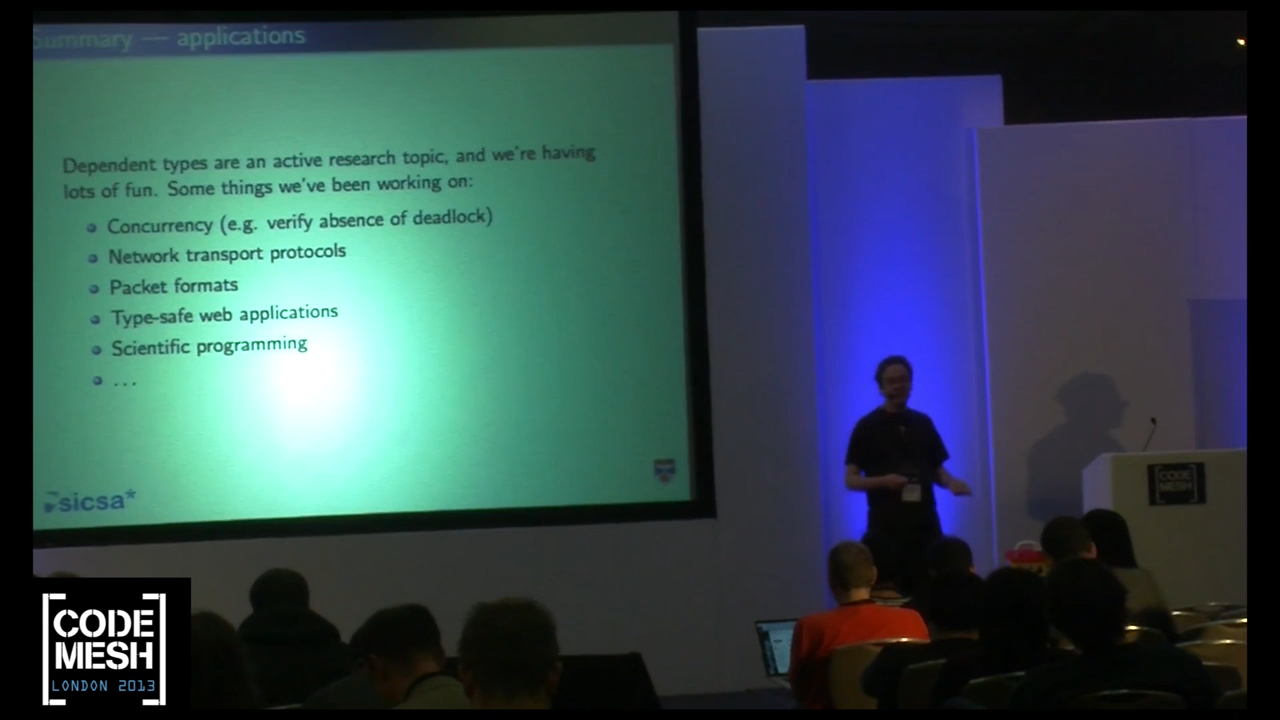 Summary — applications
Dependent types are an active research topic, and we're having
lots of fun. Some things we've been working on:
Concurrency (e.g. verify absence of deadlock)
Network transport protocols
Packet formats
Type-safe web applications
Scientific programming
...
sicsa*
CODE
MESH
CODE
MESH
LONDON 2013